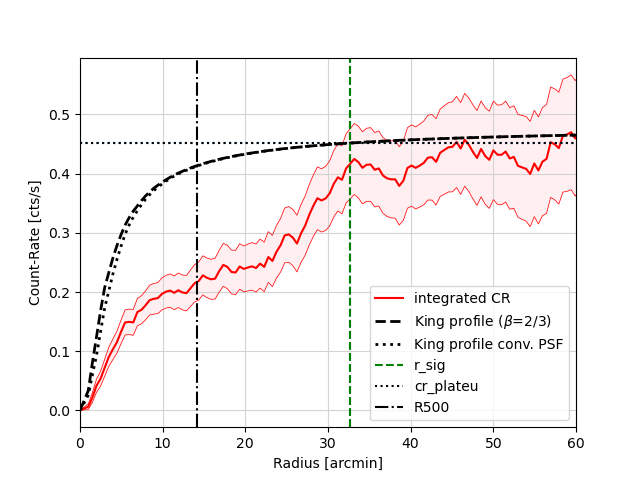 0.5
0.4
0.3
0.2
0.1
0.0
Count-Rate [cts/s]
integrated CR
King profile (β=2/3)
King profile conv. PSF
r_sig
cr_plateu
R500
0 10 20 30 40 50 60
Radius [arcmin]